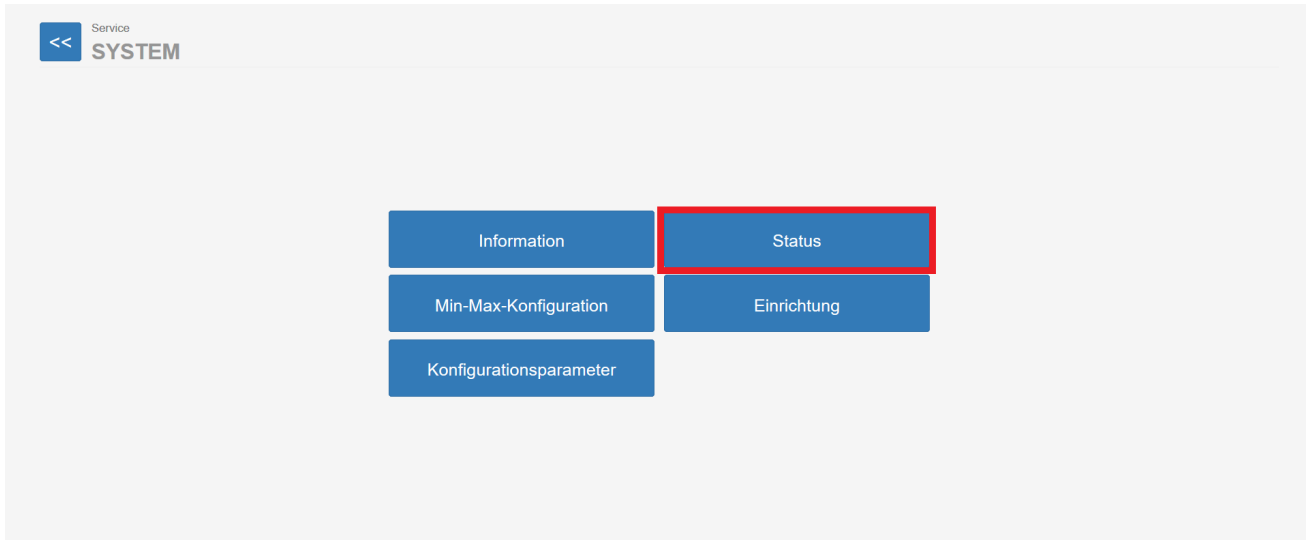 <<
Service
SYSTEM
Information
Status
Min-Max-Konfiguration
Einrichtung
Konfigurationsparameter